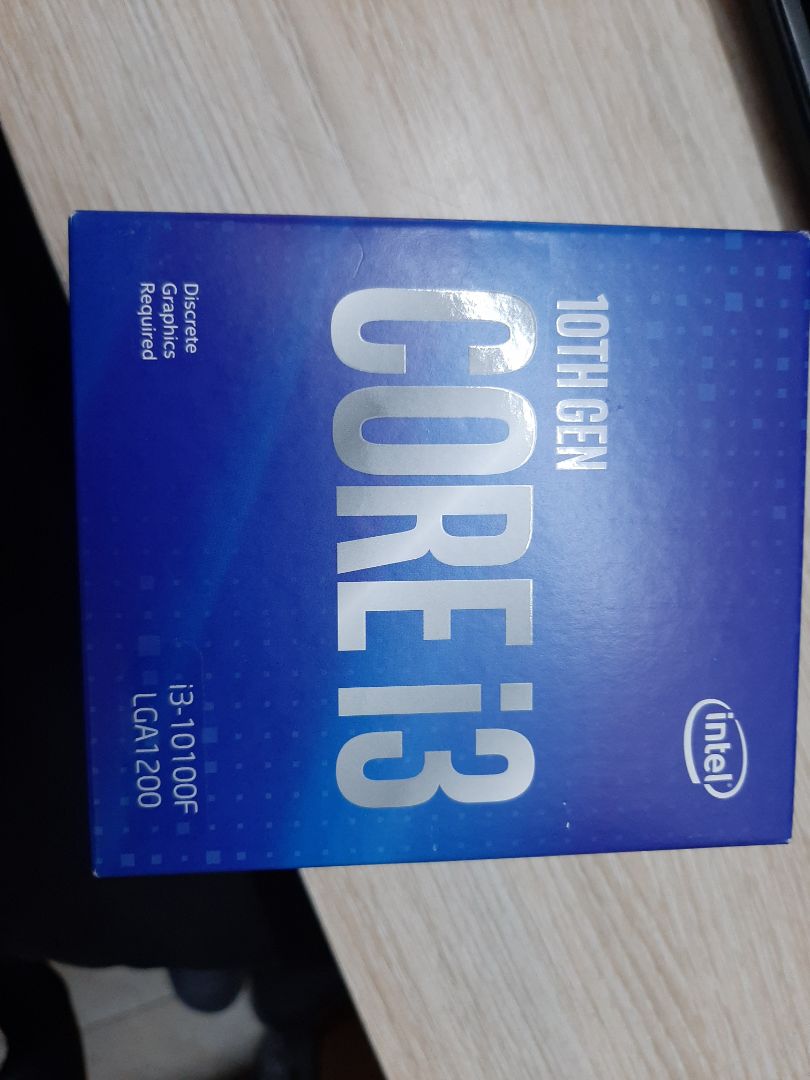 intel
10TH GEN
CORE i3
Discrete
Graphics
Required
i3-10100F
LGA1200